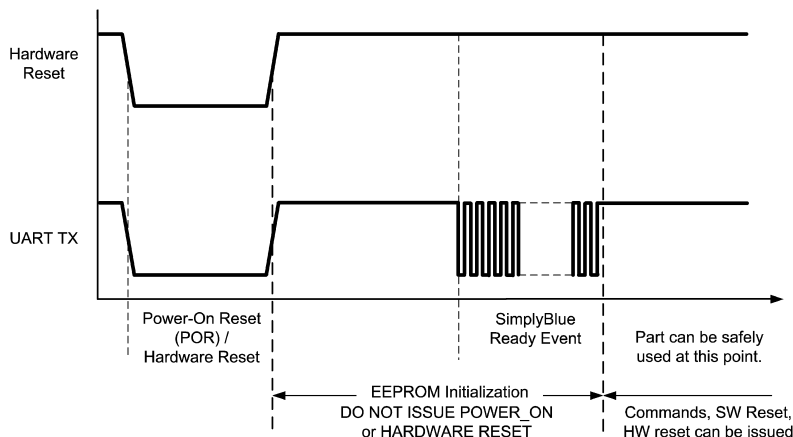 Hardware
Reset
UART TX
Power-On Reset
(POR) /
Hardware Reset
SimplyBlue
Ready Event
Part can be safely
used at this point.
EEPROM Initialization
DO NOT ISSUE POWER_ON
or HARDWARE RESET
Commands, SW Reset,
HW reset can be issued